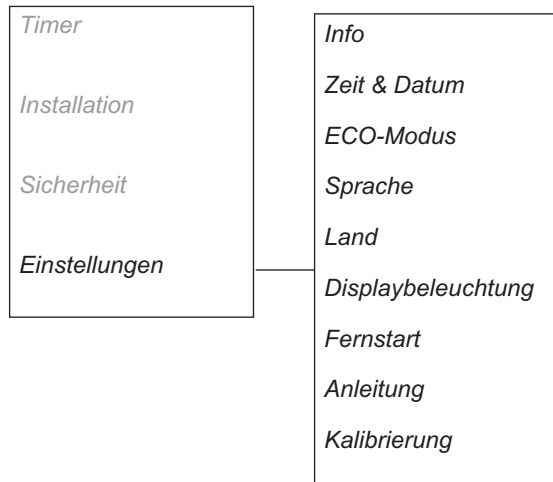 Timer
Installation
Sicherheit
Einstellungen
Info
Zeit & Datum
ECO-Modus
Sprache
Land
Displaybeleuchtung
Fernstart
Anleitung
Kalibrierung